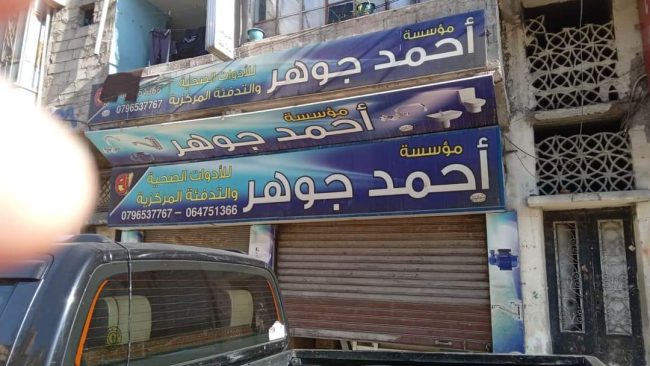 مؤسسة
أحمد جوهر
للأدوات الصحية
والتدفئة المركزية
0796537767
مؤسسة
أحمد جوهر
مؤسسة
أحمد جوهر
للأدوات الصحية
والتدفئة المركزية
0796537767 – 064751366